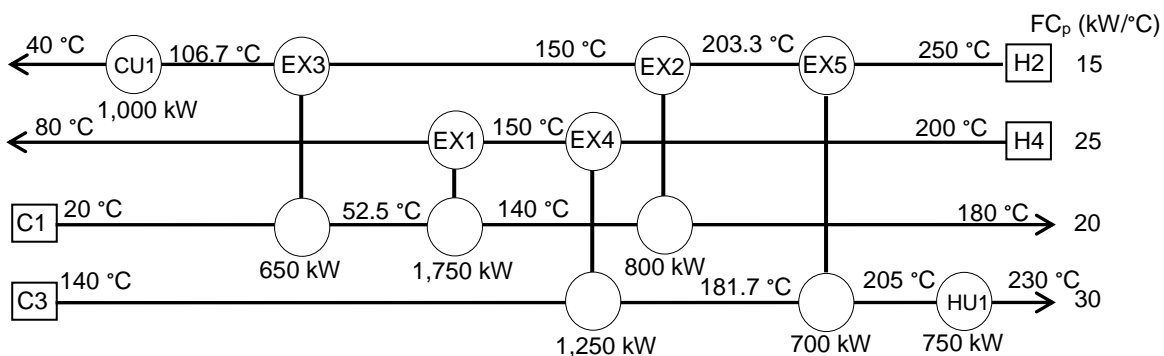 FCₚ (kW/°C)
40 °C 106.7 °C 150 °C 203.3 °C 250 °C
CU1 EX3 EX2 EX5 H2 15
1,000 kW
80 °C 150 °C 200 °C
EX1 EX4 H4 25
20 °C 52.5 °C 140 °C 180 °C
C1 20
650 kW 1,750 kW 800 kW
140 °C 181.7 °C 205 °C 230 °C
C3 HU1 30
1,250 kW 700 kW 750 kW